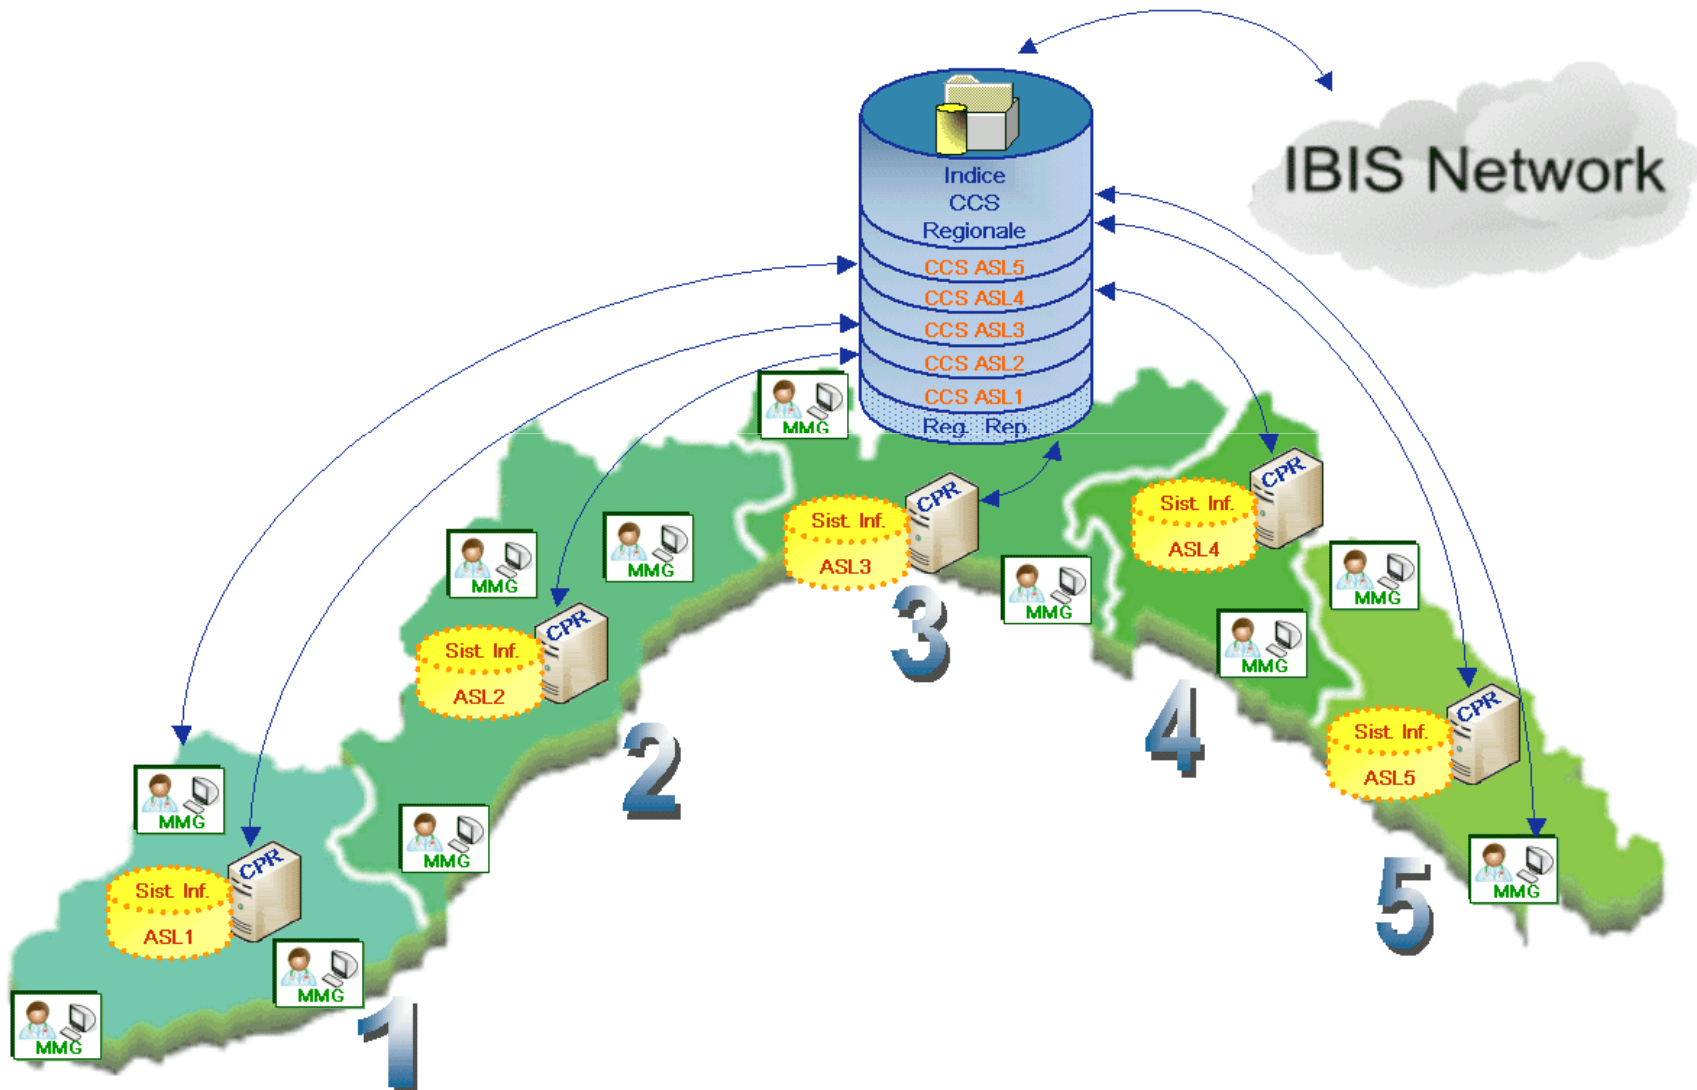 IBIS Network
Indice
CCS
Regionale
CCS ASL5
CCS ASL4
CCS ASL3
CCS ASL2
CCS ASL1
Reg. Rep.
MMG
CPR
Sist. Inf.
ASL3
3
MMG
CPR
Sist. Inf.
ASL4
4
MMG
MMG
MMG
MMG
CPR
Sist. Inf.
ASL2
2
MMG
CPR
Sist. Inf.
ASL5
5
MMG
MMG
CPR
Sist. Inf.
ASL1
MMG
MMG
1